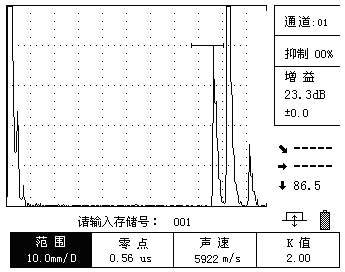 通道:01
抑制 00%
增益
23.3dB
±0.0
------
------
86.5
请输入存储号： 001
范围 零点 声速 K值
10.0mm/D 0.56 us 5922 m/s 2.00